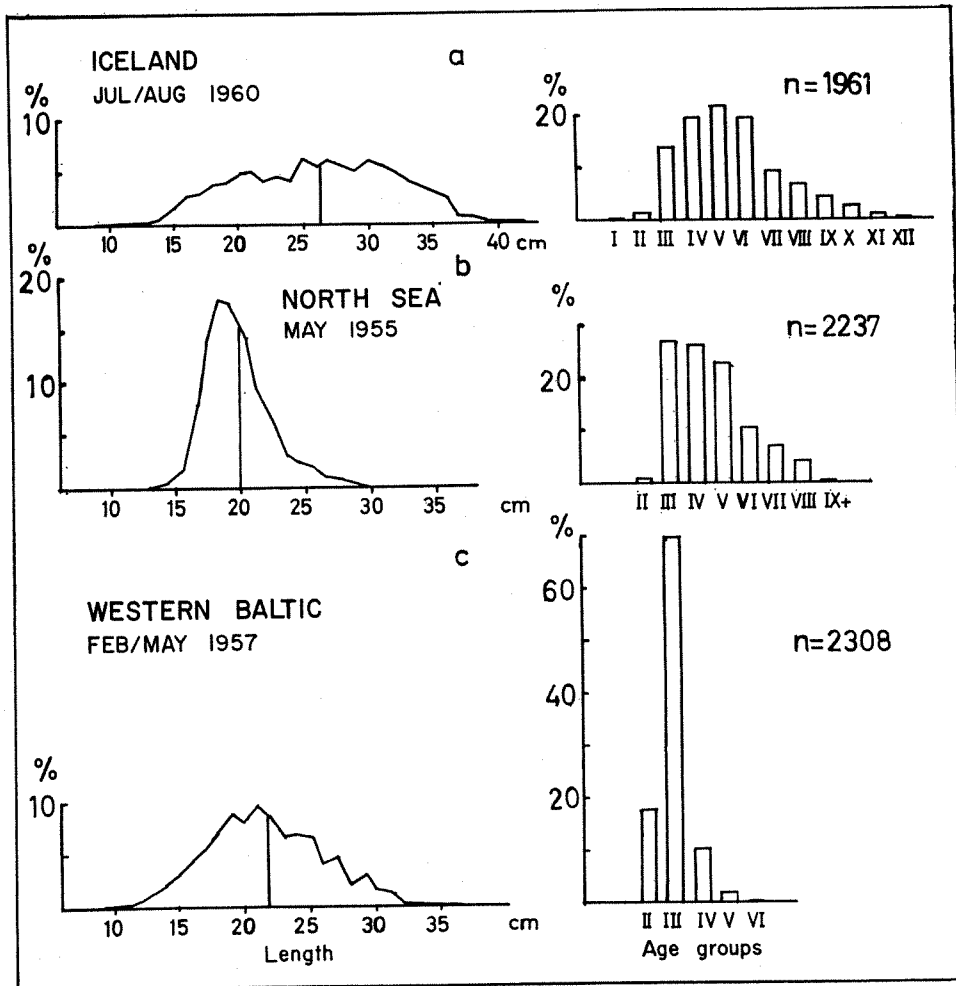 ICELAND
JUL/AUG 1960
a
%
10
10 15 20 25 30 35 40 cm
%
20
n=1961
I II III IV V VI VII VIII IX X XI XII
b
%
20
10
NORTH SEA
MAY 1955
10 15 20 25 30 35 cm
%
20
n=2237
II III IV V VI VII VIII IX+
c
WESTERN BALTIC
FEB/MAY 1957
%
10
10 15 20 25 30 35 cm
Length
%
60
40
20
n=2308
II III IV V VI
Age groups